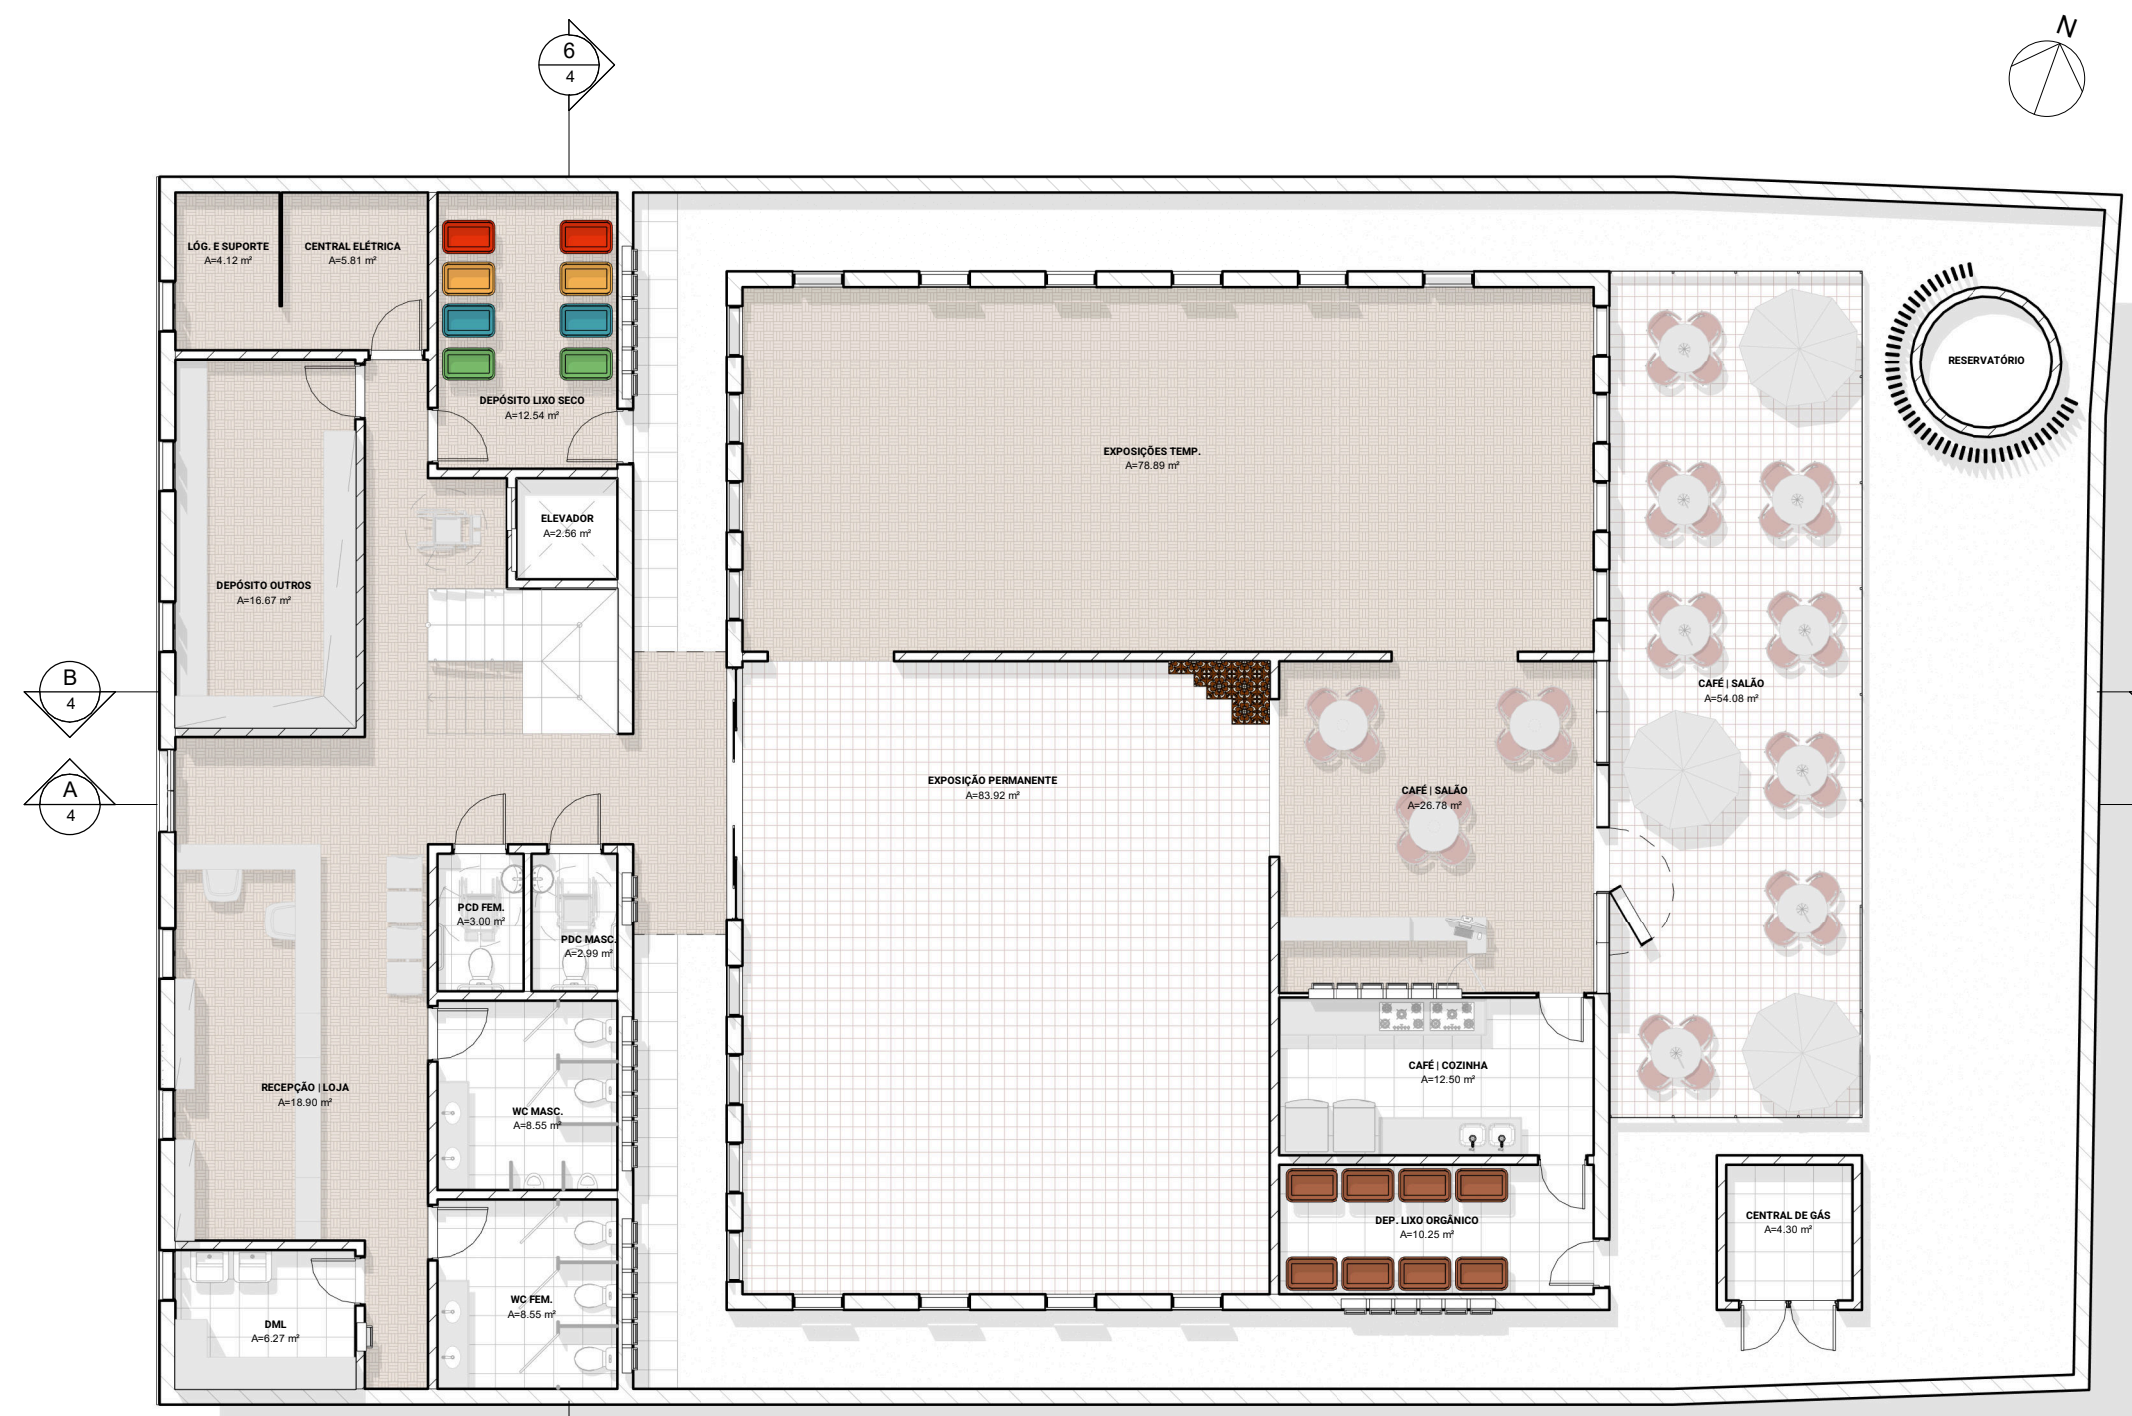 6
4
N
LÓG. E SUPORTE
A=4.12 m²
CENTRAL ELÉTRICA
A=5.81 m²
DEPÓSITO LIXO SECO
A=12.54 m²
RESERVATÓRIO
EXPOSIÇÕES TEMP.
A=78.89 m²
ELEVADOR
A=2.56 m²
DEPÓSITO OUTROS
A=16.67 m²
B
4
CAFÉ | SALÃO
A=54.08 m²
A
4
EXPOSIÇÃO PERMANENTE
A=83.92 m²
CAFÉ | SALÃO
A=26.78 m²
PCD FEM.
A=3.00 m²
PDC MASC.
A=2.99 m²
RECEPÇÃO | LOJA
A=18.90 m²
CAFÉ | COZINHA
A=12.50 m²
WC MASC.
A=8.55 m²
DEP. LIXO ORGÂNICO
A=10.25 m²
CENTRAL DE GÁS
A=4.30 m²
WC FEM.
A=8.55 m²
DML
A=6.27 m²